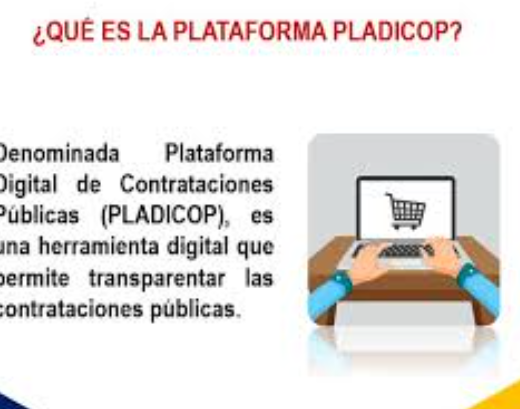 ¿QUÉ ES LA PLATAFORMA PLADICOP?
Denominada Plataforma
Digital de Contrataciones
Públicas (PLADICOP), es
una herramienta digital que
permite transparentar las
contrataciones públicas.